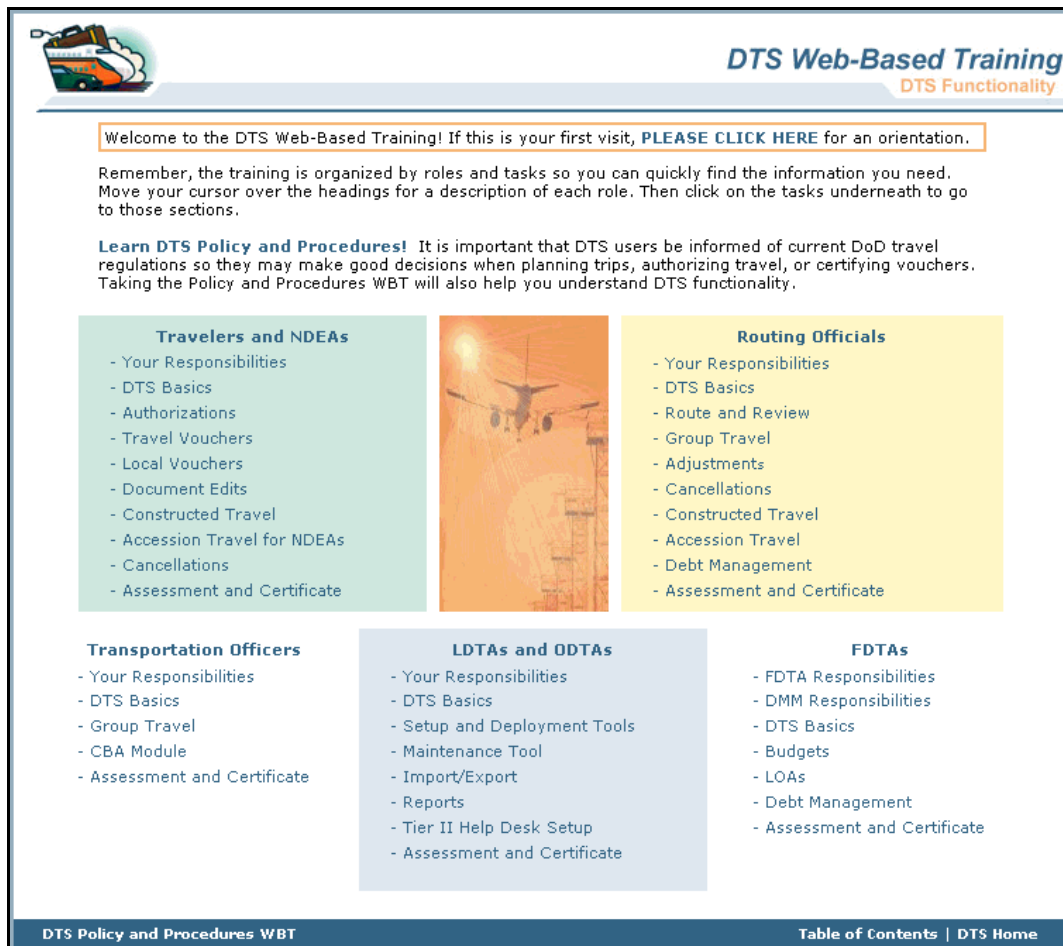 DTS Web-Based Training
DTS Functionality
Welcome to the DTS Web-Based Training! If this is your first visit, PLEASE CLICK HERE for an orientation.
Remember, the training is organized by roles and tasks so you can quickly find the information you need.
Move your cursor over the headings for a description of each role. Then click on the tasks underneath to go
to those sections.
Learn DTS Policy and Procedures! It is important that DTS users be informed of current DoD travel
regulations so they may make good decisions when planning trips, authorizing travel, or certifying vouchers.
Taking the Policy and Procedures WBT will also help you understand DTS functionality.
Travelers and NDEAs
- Your Responsibilities
- DTS Basics
- Authorizations
- Travel Vouchers
- Local Vouchers
- Document Edits
- Constructed Travel
- Accession Travel for NDEAs
- Cancellations
- Assessment and Certificate
Routing Officials
- Your Responsibilities
- DTS Basics
- Route and Review
- Group Travel
- Adjustments
- Cancellations
- Constructed Travel
- Accession Travel
- Debt Management
- Assessment and Certificate
Transportation Officers
- Your Responsibilities
- DTS Basics
- Group Travel
- CBA Module
- Assessment and Certificate
LDTAs and ODTAs
- Your Responsibilities
- DTS Basics
- Setup and Deployment Tools
- Maintenance Tool
- Import/Export
- Reports
- Tier II Help Desk Setup
- Assessment and Certificate
FDTAs
- FDTA Responsibilities
- DMM Responsibilities
- DTS Basics
- Budgets
- LOAs
- Debt Management
- Assessment and Certificate
DTS Policy and Procedures WBT
Table of Contents | DTS Home